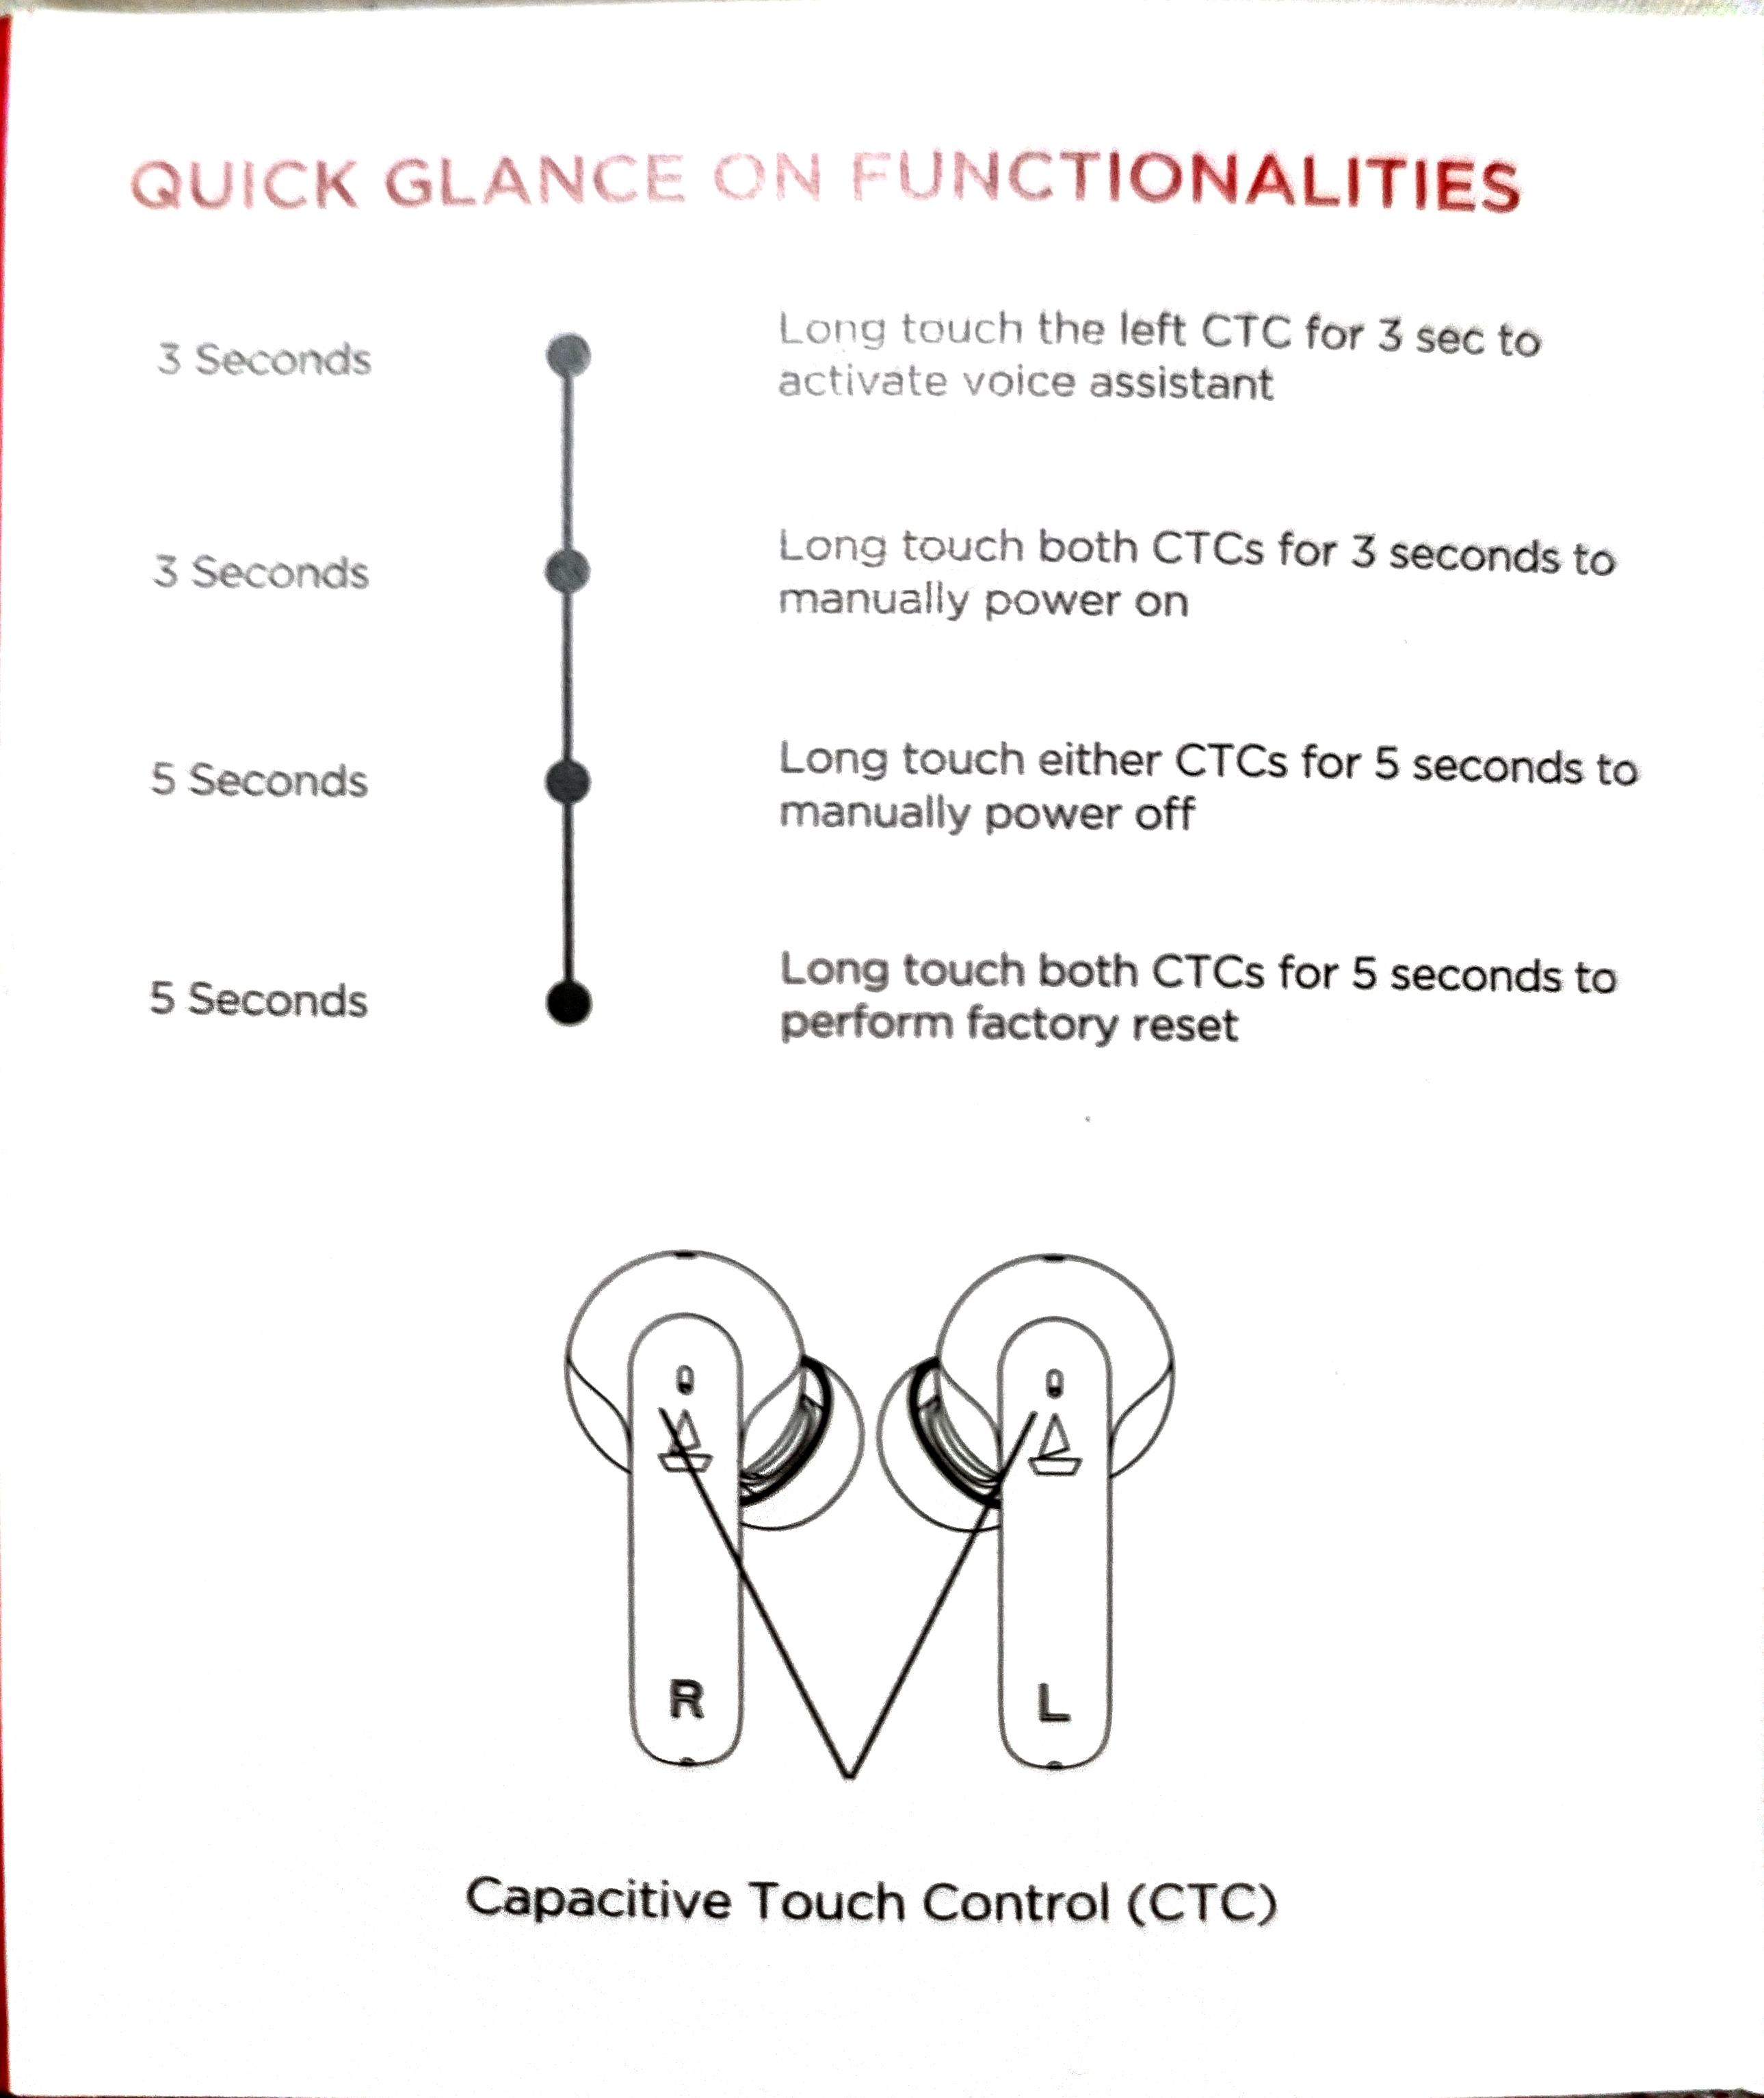 QUICK GLANCE ON FUNCTIONALITIES
3 Seconds
Long touch the left CTC for 3 sec to
activate voice assistant
3 Seconds
Long touch both CTCs for 3 seconds to
manually power on
5 Seconds
Long touch either CTCs for 5 seconds to
manually power off
5 Seconds
Long touch both CTCs for 5 seconds to
perform factory reset
R
L
Capacitive Touch Control (CTC)